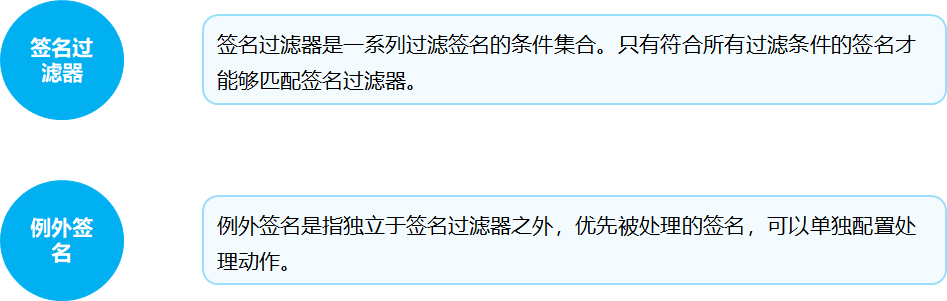 签名过
滤器
签名过滤器是一系列过滤签名的条件集合。只有符合所有过滤条件的签名才
能够匹配签名过滤器。
例外签
名
例外签名是指独立于签名过滤器之外，优先被处理的签名，可以单独配置处
理动作。